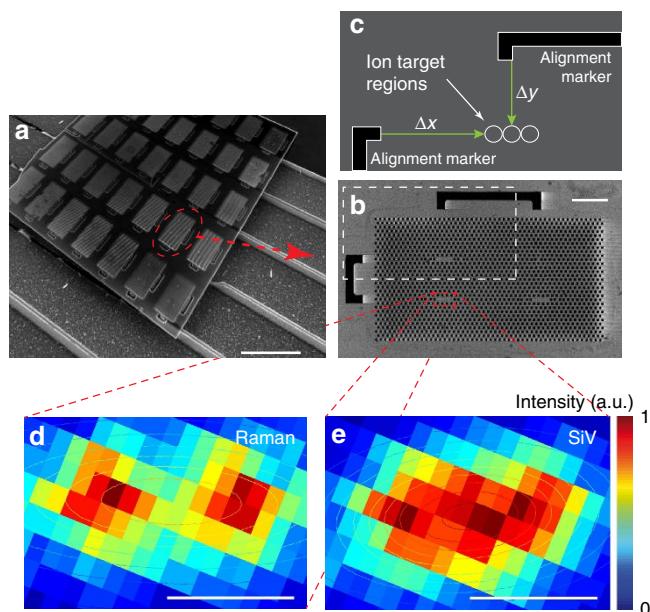 c
Ion target
regions
Alignment
marker
Δy
Δx
Alignment marker
a
b
Intensity (a.u.)
d
Raman
e
SiV
1
0